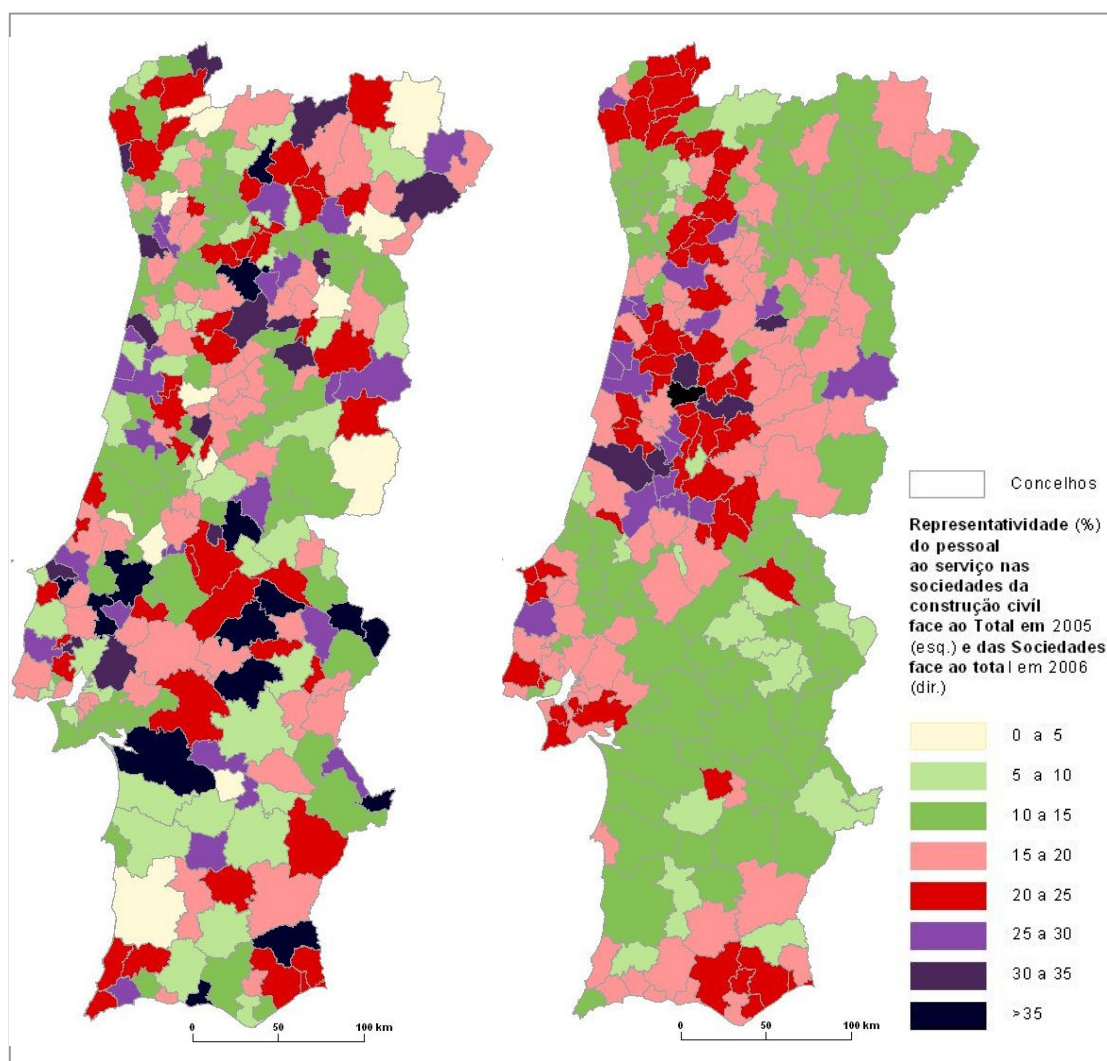 Concelhos
Representatividade (%)
do pessoal
ao serviço nas
sociedades da
construção civíl
face ao Total em 2005
(esq.) e das Sociedades
face ao total em 2006
(dir.)
0 a 5
5 a 10
10 a 15
15 a 20
20 a 25
25 a 30
30 a 35
>35
0 50 100 km
0 50 100 km